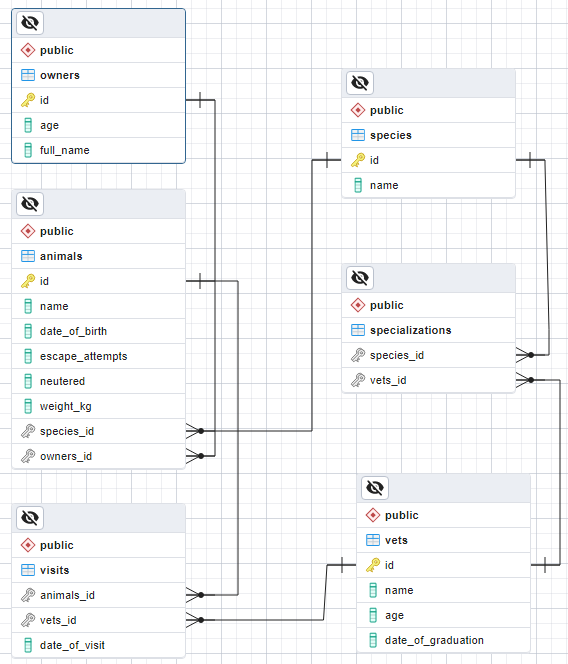 public
owners
id
age
full_name
public
animals
id
name
date_of_birth
escape_attempts
neutered
weight_kg
species_id
owners_id
public
visits
animals_id
vets_id
date_of_visit
public
species
id
name
public
specializations
species_id
vets_id
public
vets
id
name
age
date_of_graduation